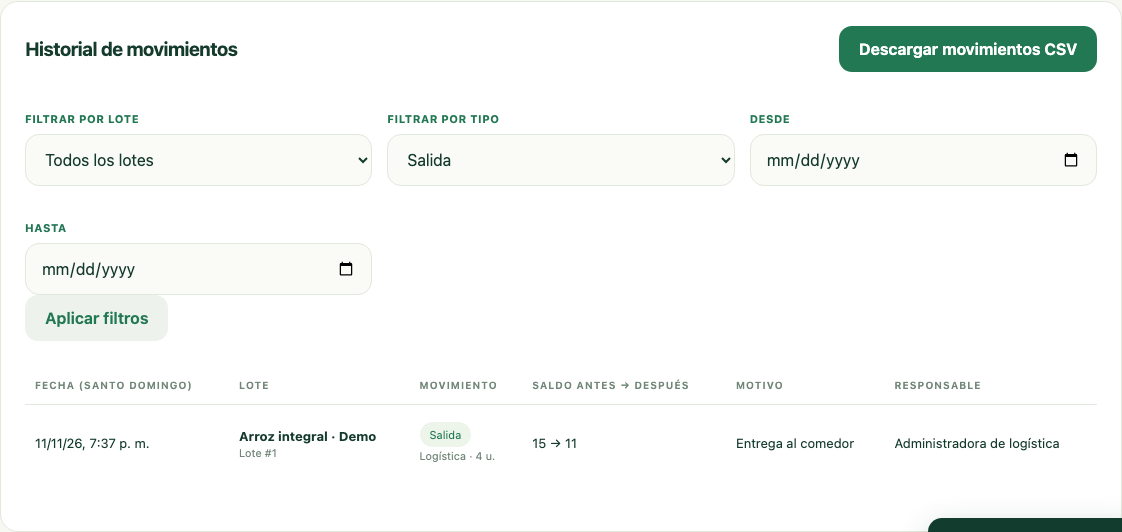 Historial de movimientos
Descargar movimientos CSV
FILTRAR POR LOTE
FILTRAR POR TIPO
DESDE
Todos los lotes
Salida
mm/dd/yyyy
HASTA
mm/dd/yyyy
Aplicar filtros
FECHA (SANTO DOMINGO) LOTE MOVIMIENTO SALDO ANTES → DESPUÉS MOTIVO RESPONSABLE
11/11/26, 7:37 p. m.
Arroz integral · Demo
Lote #1
Salida
Logística · 4 u.
15 → 11
Entrega al comedor
Administradora de logística